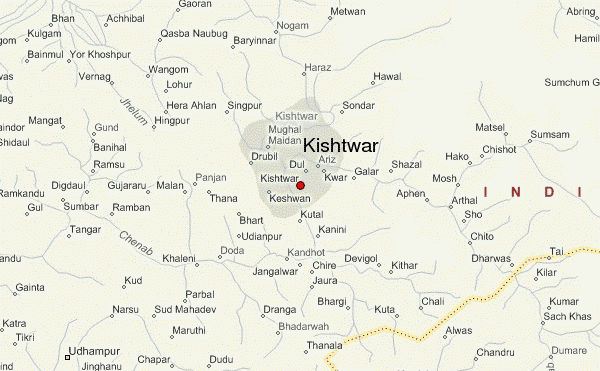 Gaoran
Bhan
Achhibal
Metwan
Abring
Nogam
Kulgam
Qasba Naubug
Baryinnar
Hamil
Bainmul
Yor Khoshpur
Haraz
Vernag
Wangom
Hawal
Lohur
Sumchum G
Nag
Jhelum
Hera Ahlan
Singpur
Sondar
Kishtwar
Mangat
Hingpur
Mughal
Maidan
Matsel
aindor
Gund
Sumsam
Shidaul
Banihal
Kishtwar
Chishot
Drubil
Dul
Ariz
Hako
Ramsu
Shazal
Panjan
Kishtwar
Kwar
Galar
Mosh
Ramkandu
Digdaul
Gujararu
Malan
INDI
Thana
Keshwan
Aphen
Arthal
Gul
Sumbar
Ramban
Bhart
Kutal
Sho
Tangar
Chenab
Udianpur
Kanini
Chito
Doda
Kandhot
Tai
Khaleni
Devigol
Dharwas
Jangalwar
Chire
Kithar
Kilar
Gainta
Kud
Jaura
Parbal
Narsu
Sud Mahadev
Dranga
Bhargi
Kuta
Chali
Kumar
Katra
Maruthi
Bhadarwah
Alwas
Sach Khas
Tikri
Udhampur
Thanala
Chandru
Dumare
Jinghanu
Chapar
Dudu